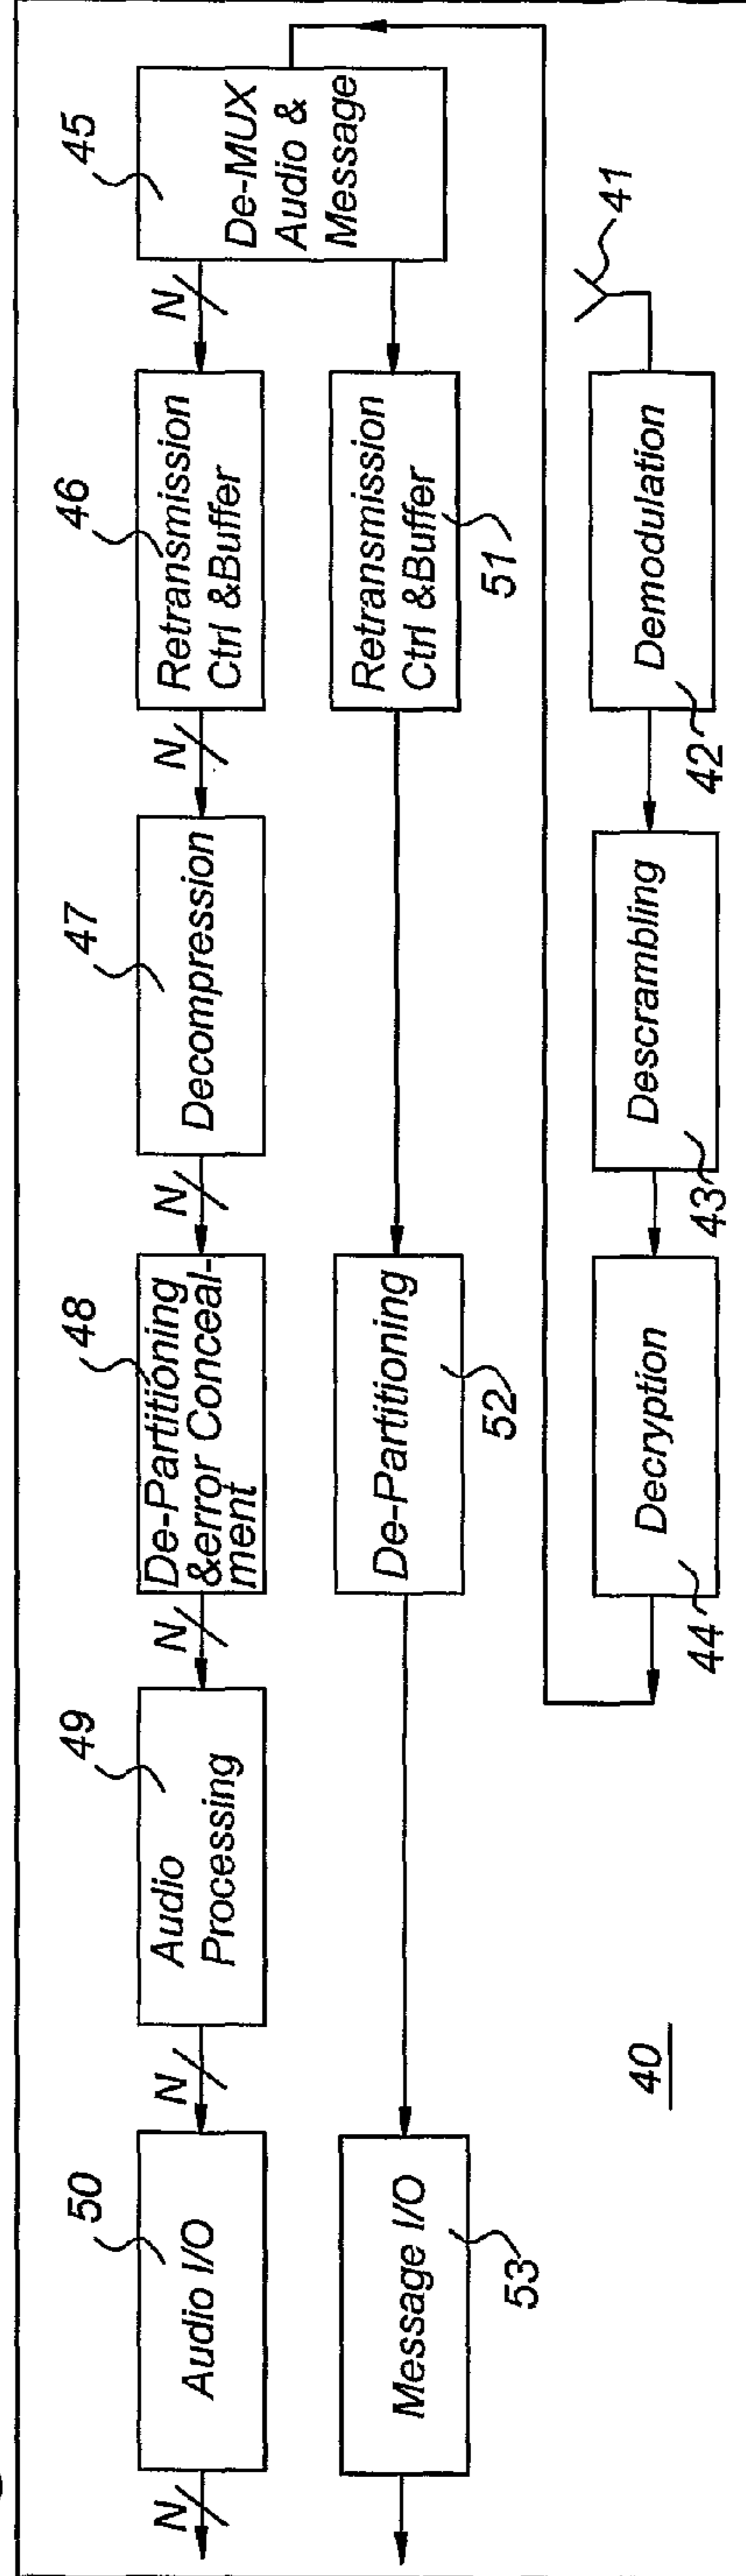 45
De-MUX
Audio &
Message
N
46
Retransmission
Ctrl &Buffer
N
47
Decompression
N
48
De-Partitioning
&error Conceal-
ment
N
49
Audio
Processing
N
50
Audio I/O
N
Retransmission
Ctrl &Buffer
51
De-Partitioning
52
Message I/O
53
41
Demodulation
42
Descrambling
43
Decryption
44
40